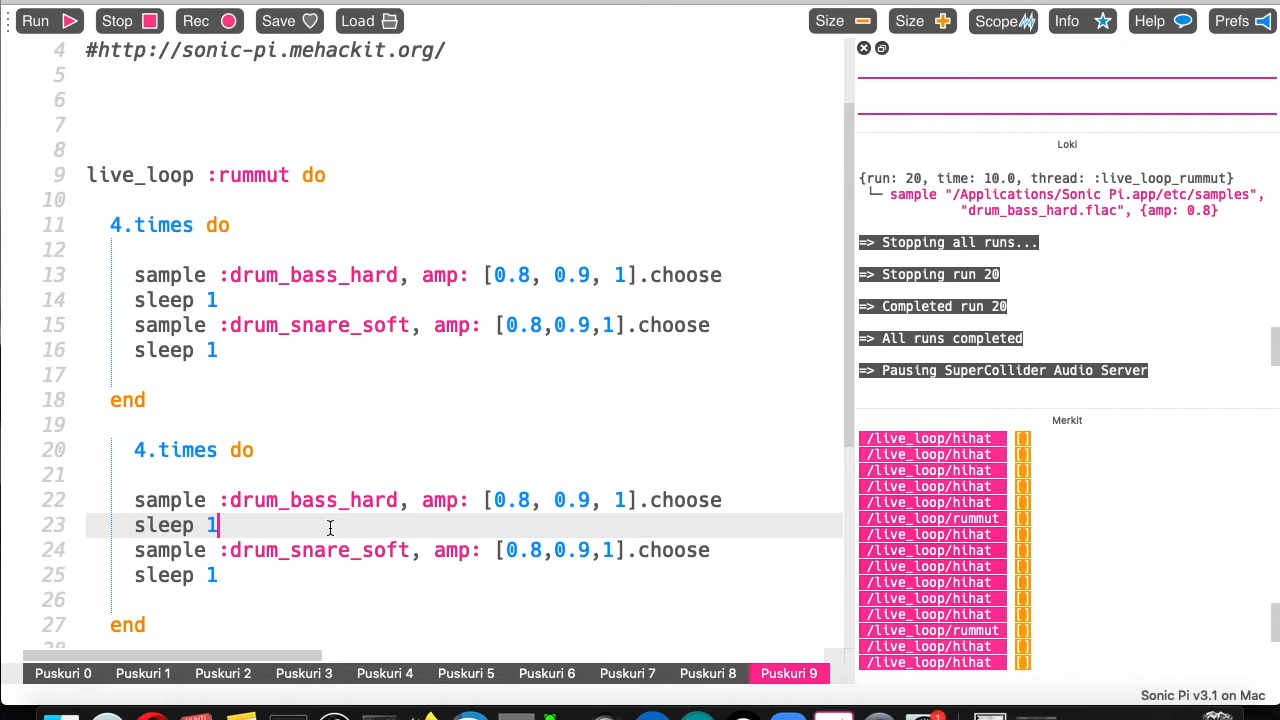 Run Stop Rec Save Load Size Size Scope Info Help Prefs
4 #http://sonic-pi.mehackit.org/
5
6
7
8
9 live_loop :rummut do
10
11 4.times do
12
13 sample :drum_bass_hard, amp: [0.8, 0.9, 1].choose
14 sleep 1
15 sample :drum_snare_soft, amp: [0.8,0.9,1].choose
16 sleep 1
17
18 end
19
20 4.times do
21
22 sample :drum_bass_hard, amp: [0.8, 0.9, 1].choose
23 sleep 1
24 sample :drum_snare_soft, amp: [0.8,0.9,1].choose
25 sleep 1
26
27 end
28
Puskuri 0 Puskuri 1 Puskuri 2 Puskuri 3 Puskuri 4 Puskuri 5 Puskuri 6 Puskuri 7 Puskuri 8 Puskuri 9
Loki
{run: 20, time: 10.0, thread: :live_loop_rummut}
└─ sample "/Applications/Sonic Pi.app/etc/samples",
"drum_bass_hard.flac", {amp: 0.8}
=> Stopping all runs...
=> Stopping run 20
=> Completed run 20
=> All runs completed
=> Pausing SuperCollider Audio Server
Merkit
/live_loop/hihat []
/live_loop/hihat []
/live_loop/hihat []
/live_loop/hihat []
/live_loop/hihat []
/live_loop/rummut []
/live_loop/hihat []
/live_loop/hihat []
/live_loop/hihat []
/live_loop/hihat []
/live_loop/hihat []
/live_loop/hihat []
/live_loop/rummut []
/live_loop/hihat []
/live_loop/hihat []
Sonic Pi v3.1 on Mac